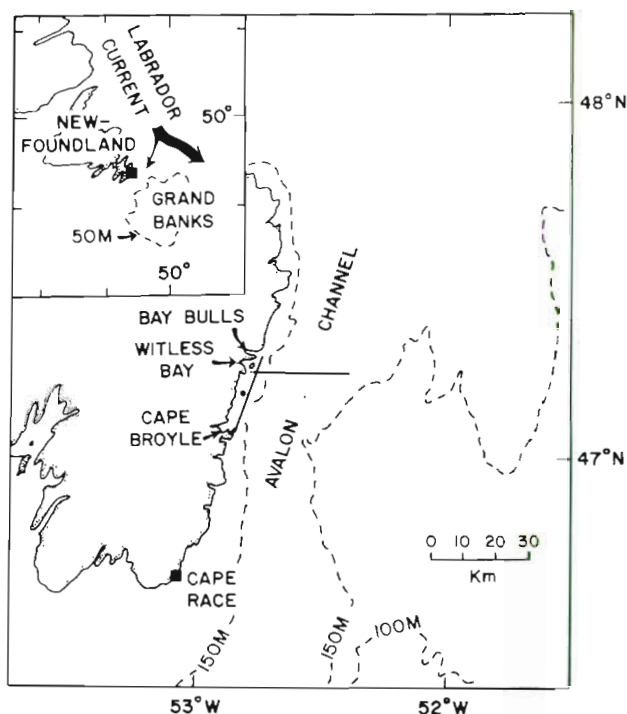 LABRADOR
CURRENT
50°
NEW-
FOUNDLAND
GRAND
BANKS
50M
50°
48°N
CHANNEL
BAY BULLS
WITLESS
BAY
CAPE
BROYLE
AVALON
47°N
0 10 20 30
Km
CAPE
RACE
150M
150M
100M
53°W
52°W